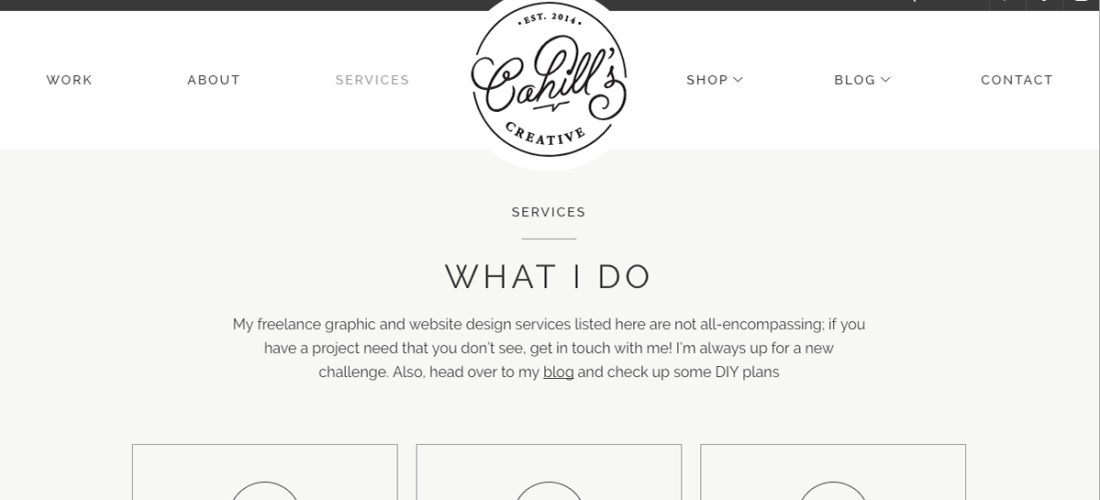 WORK
ABOUT
SERVICES
• EST. 2014 •
Cahill's
CREATIVE
SHOP
BLOG
CONTACT
SERVICES
WHAT I DO
My freelance graphic and website design services listed here are not all-encompassing; if you
have a project need that you don't see, get in touch with me! I'm always up for a new
challenge. Also, head over to my blog and check up some DIY plans